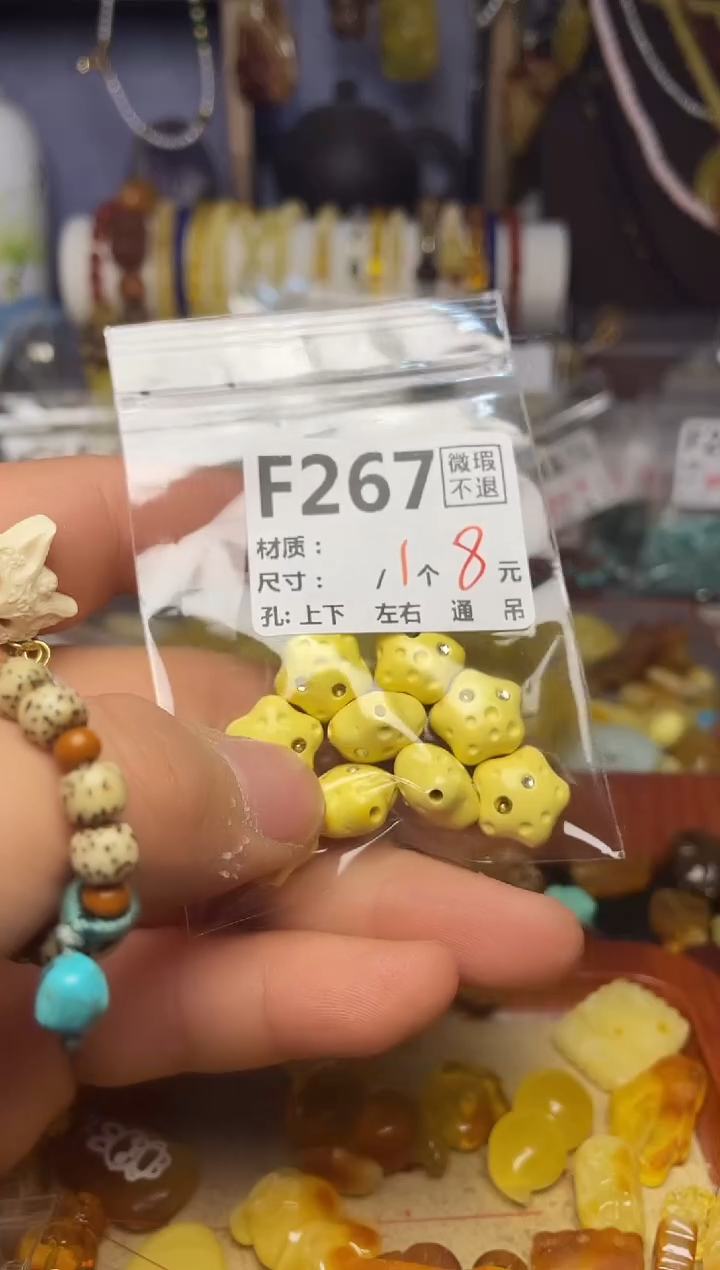 F267 微瑕
不退
材质：
尺寸： / 1 个 8 元
孔: 上下 左右 通 吊